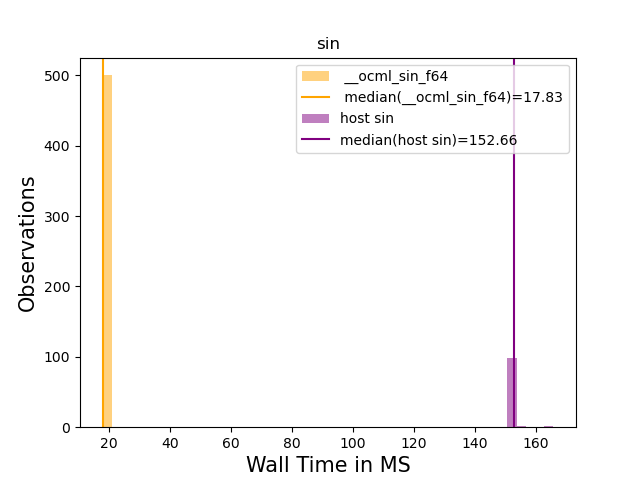 sin
__ocml_sin_f64
median(__ocml_sin_f64)=17.83
host sin
median(host sin)=152.66
Observations
500
400
300
200
100
0
20 40 60 80 100 120 140 160
Wall Time in MS